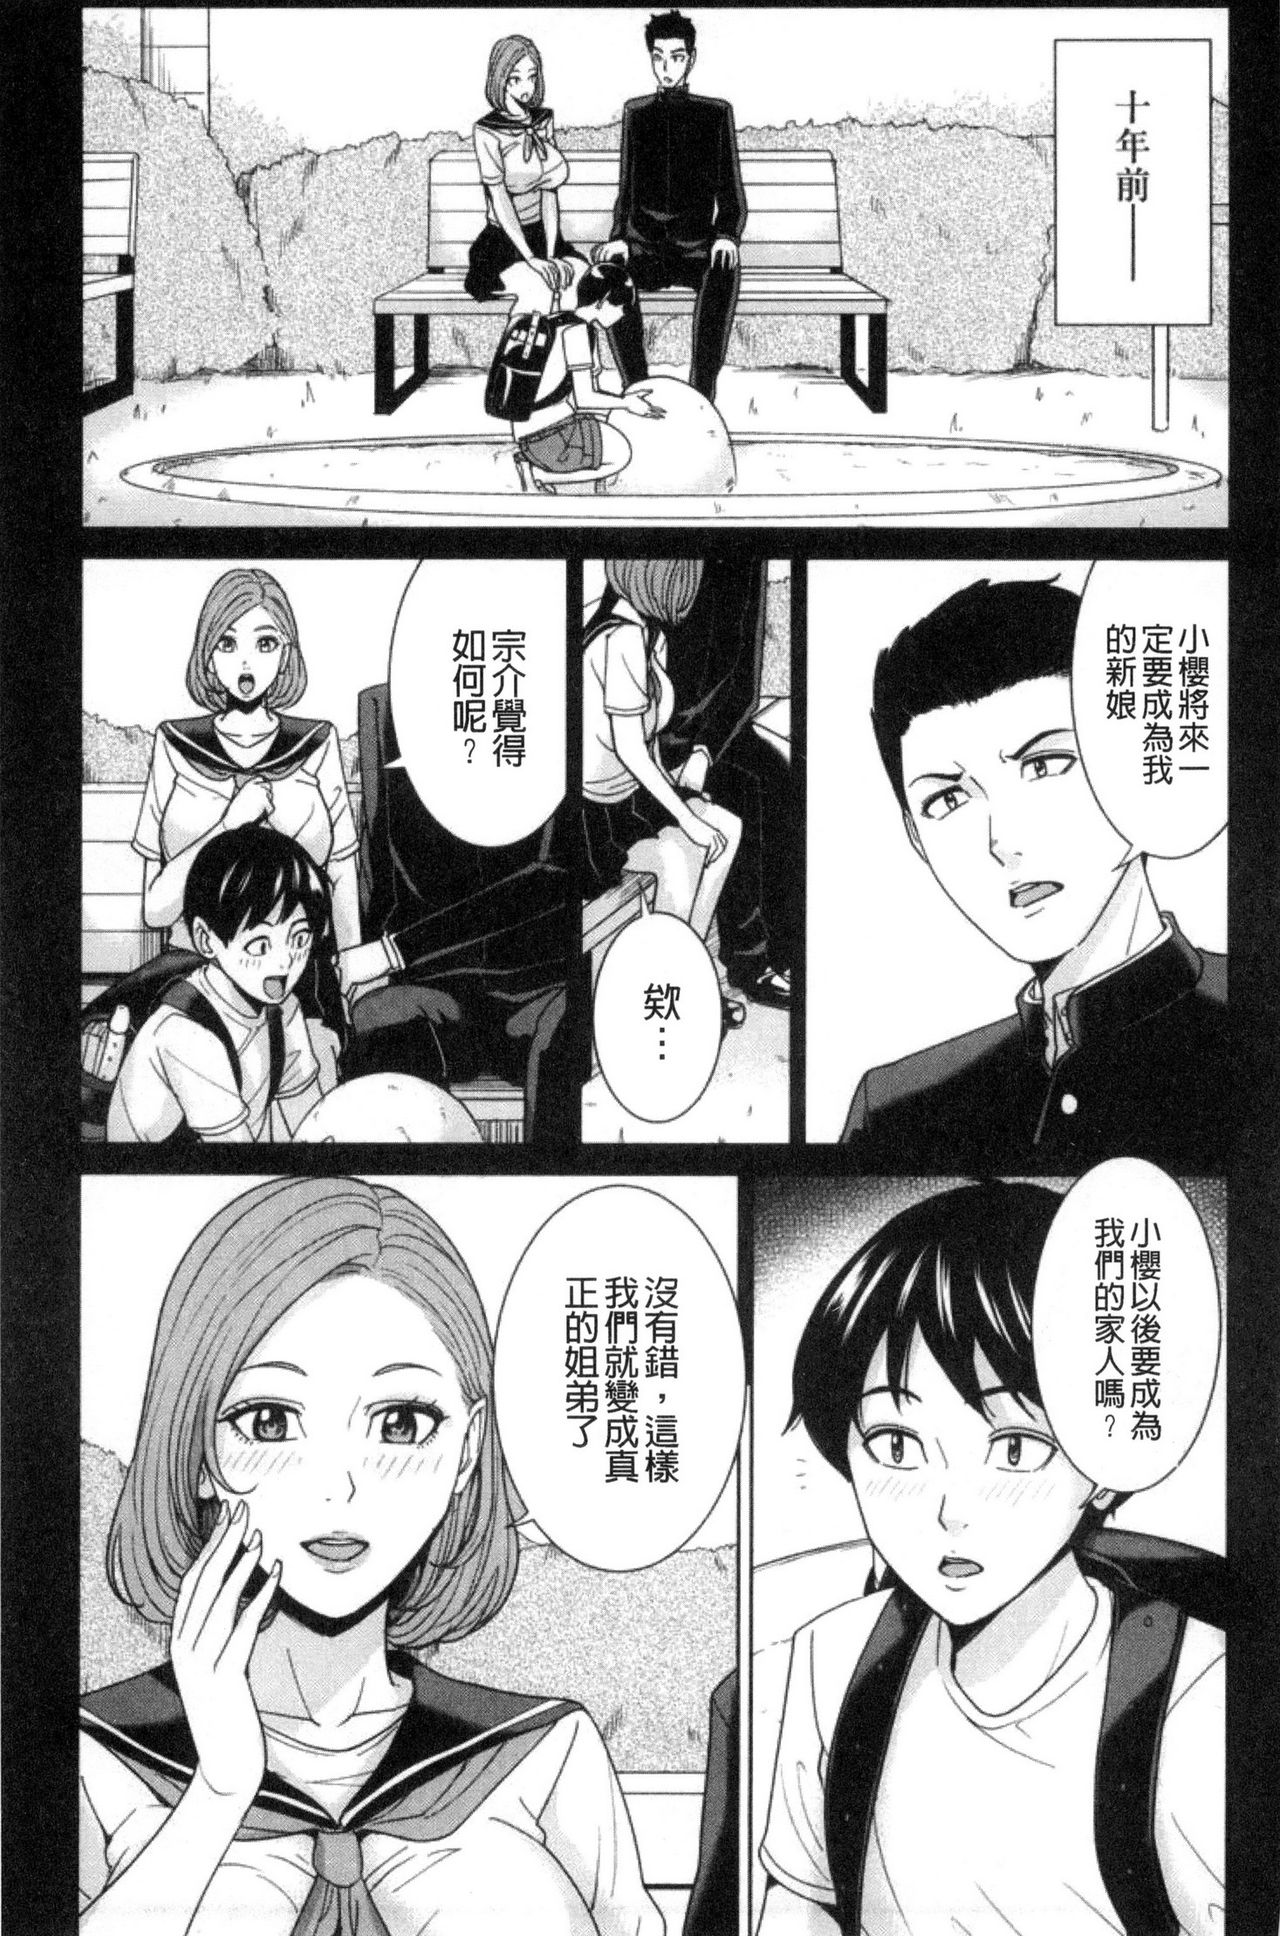 十年前——
小櫻將來一
定要成為我
的新娘
欸…
宗介覺得
如何呢？
小櫻以後要成為
我們的家人嗎？
沒有錯，這樣
我們就變成真
正的姐弟了